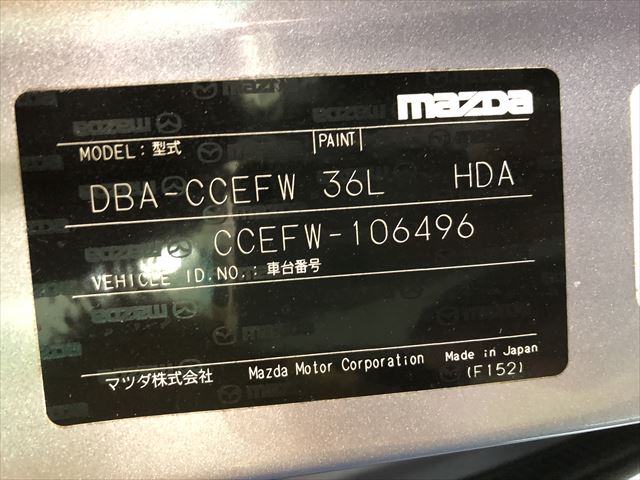 mazda
MODEL: 型式 PAINT
DBA-CCEFW 36L HDA
CCEFW-106496
VEHICLE ID.NO.: 車台番号
マツダ株式会社 Mazda Motor Corporation Made in Japan
(F152)